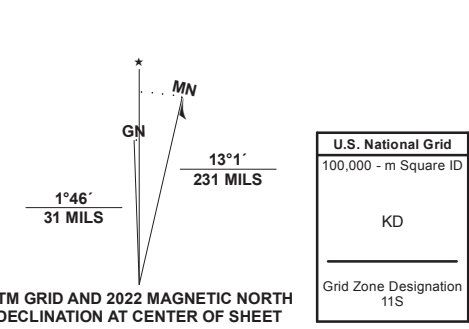 ★
MN
GN
13°1´
231 MILS
1°46´
31 MILS
TM GRID AND 2022 MAGNETIC NORTH
DECLINATION AT CENTER OF SHEET
U.S. National Grid
100,000 - m Square ID
KD
Grid Zone Designation
11S